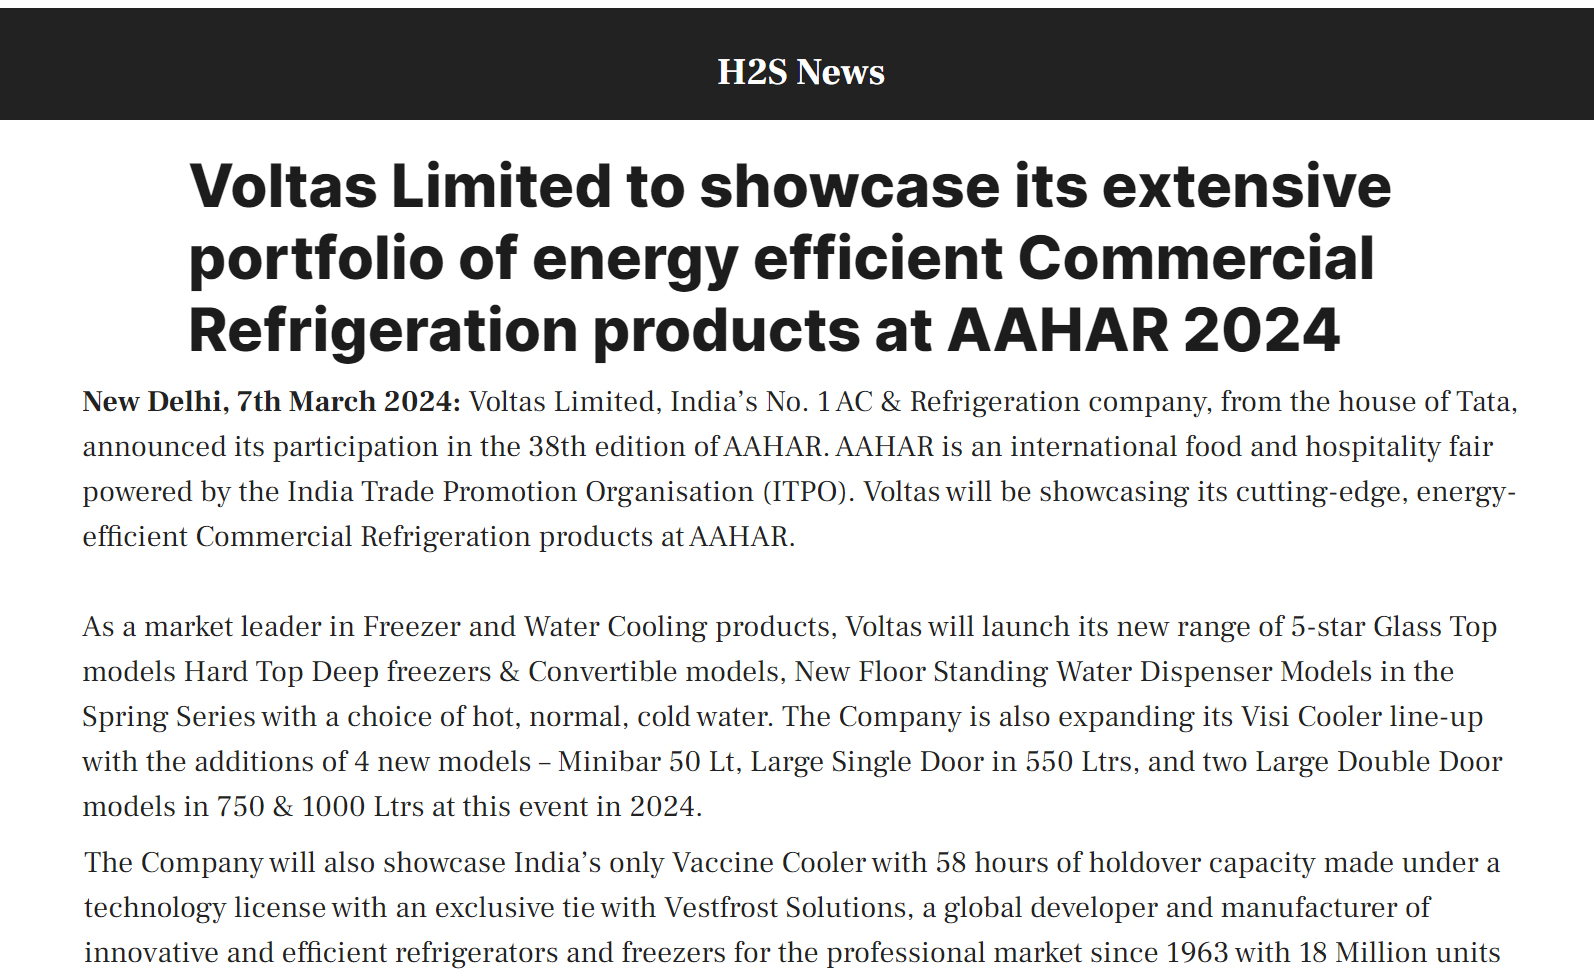 H2S News
Voltas Limited to showcase its extensive
portfolio of energy efficient Commercial
Refrigeration products at AAHAR 2024
New Delhi, 7th March 2024: Voltas Limited, India’s No. 1 AC & Refrigeration company, from the house of Tata,
announced its participation in the 38th edition of AAHAR. AAHAR is an international food and hospitality fair
powered by the India Trade Promotion Organisation (ITPO). Voltas will be showcasing its cutting-edge, energy-
efficient Commercial Refrigeration products at AAHAR.
As a market leader in Freezer and Water Cooling products, Voltas will launch its new range of 5-star Glass Top
models Hard Top Deep freezers & Convertible models, New Floor Standing Water Dispenser Models in the
Spring Series with a choice of hot, normal, cold water. The Company is also expanding its Visi Cooler line-up
with the additions of 4 new models – Minibar 50 Lt, Large Single Door in 550 Ltrs, and two Large Double Door
models in 750 & 1000 Ltrs at this event in 2024.
The Company will also showcase India’s only Vaccine Cooler with 58 hours of holdover capacity made under a
technology license with an exclusive tie with Vestfrost Solutions, a global developer and manufacturer of
innovative and efficient refrigerators and freezers for the professional market since 1963 with 18 Million units